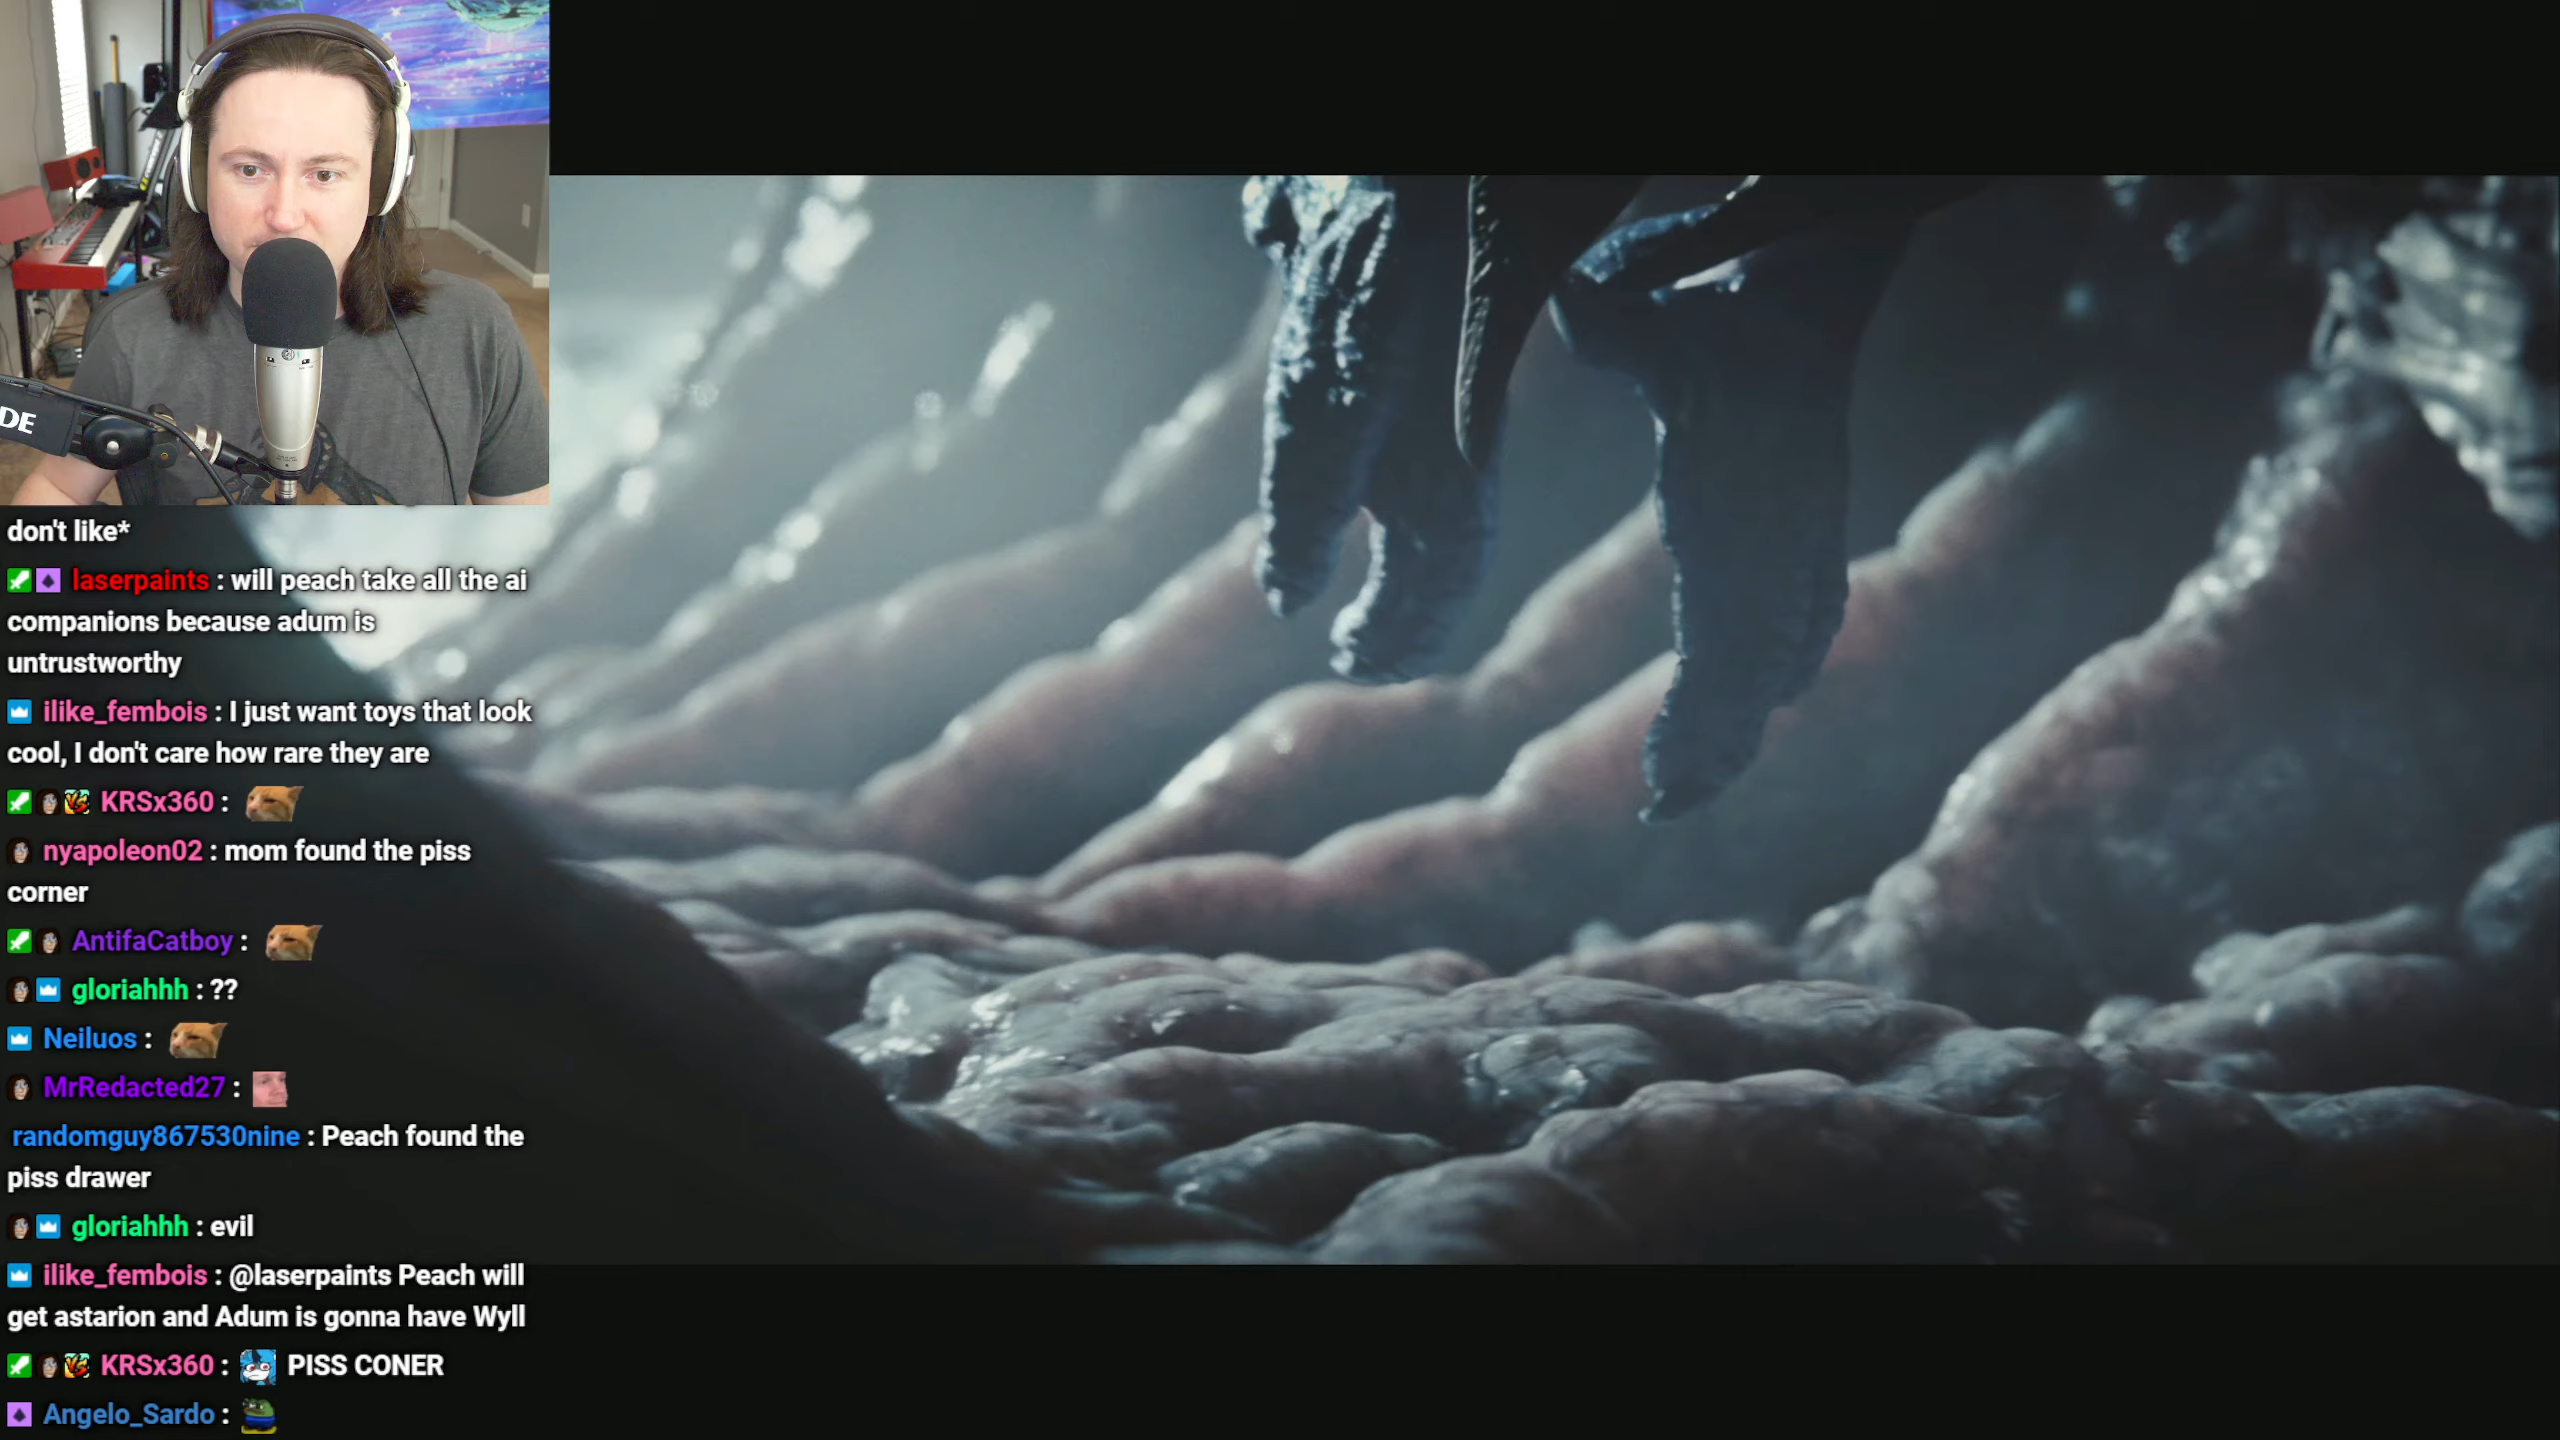 DE
don't like*
laserpaints : will peach take all the ai
companions because adum is
untrustworthy
ilike_fembois : I just want toys that look
cool, I don't care how rare they are
KRSx360 :
nyapoleon02 : mom found the piss
corner
AntifaCatboy :
gloriahhh : ??
Neiluos :
MrRedacted27 :
randomguy867530nine : Peach found the
piss drawer
gloriahhh : evil
ilike_fembois : @laserpaints Peach will
get astarion and Adum is gonna have Wyll
KRSx360 : PISS CONER
Angelo_Sardo :